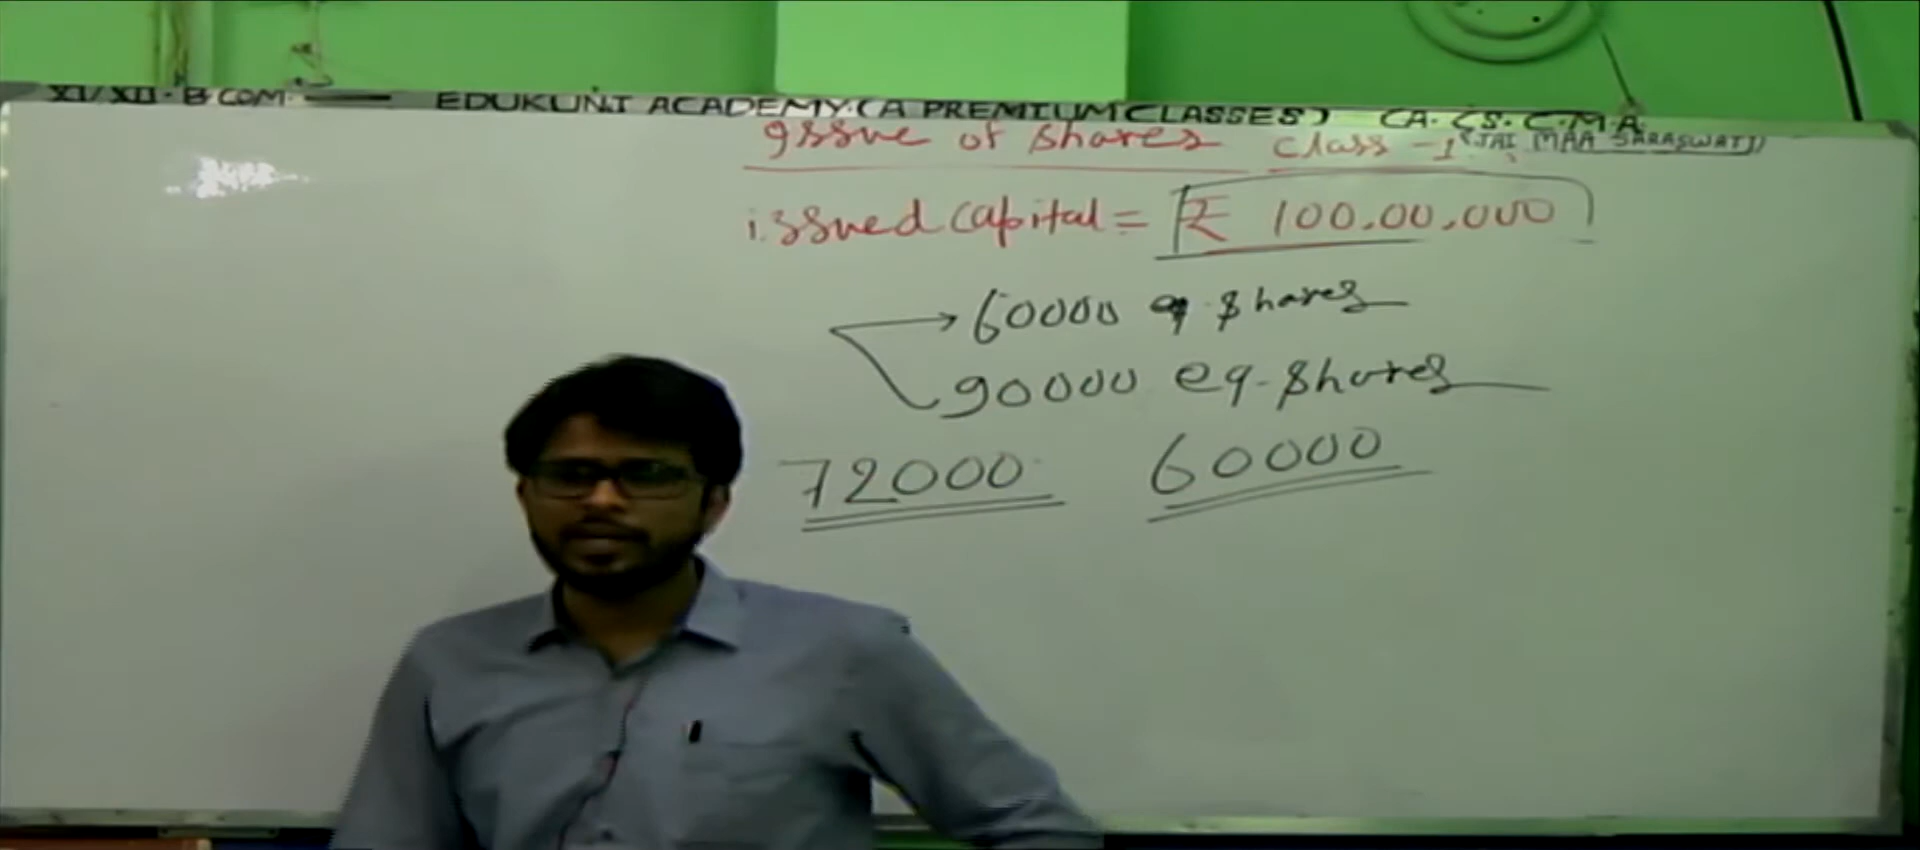 XI/XII. B.COM. — EDUKUNJ ACADEMY.(A PREMIUM CLASSES) CA. CS. C.M.A
Issue of shares class -1 (JAI MAA SARASWATI)
issued capital = ₹ 100,00,000
60000 eq. shares
90000 eq. shares
72000 60000